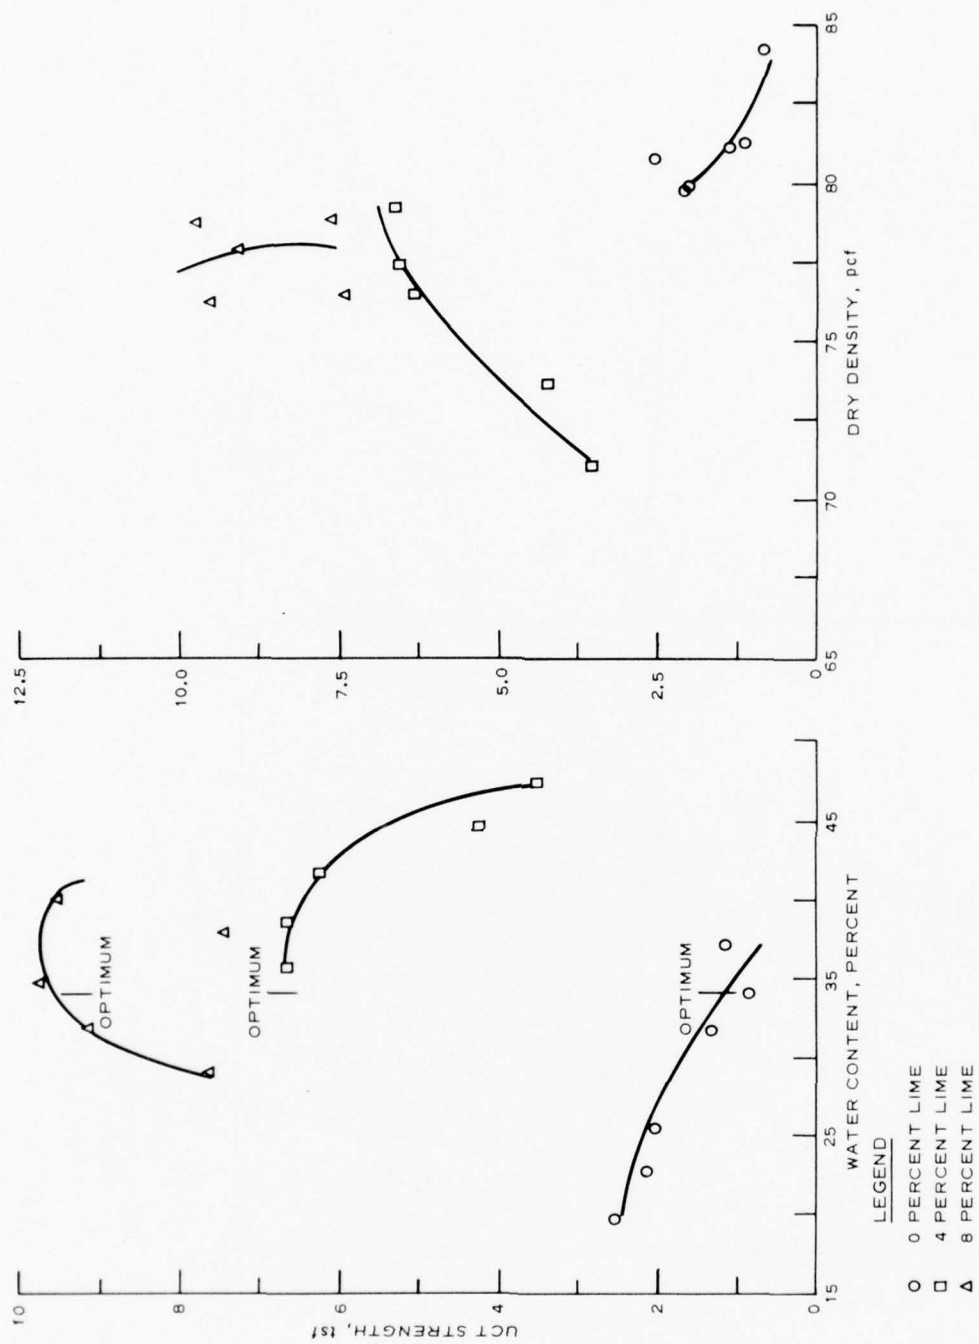 UCT STRENGTH, tsf
10
8
6
4
2
0
15
25
35
45
WATER CONTENT, PERCENT
OPTIMUM
OPTIMUM
OPTIMUM
12.5
10.0
7.5
5.0
2.5
0
65
70
75
80
85
DRY DENSITY, pcf
LEGEND
0 PERCENT LIME
4 PERCENT LIME
8 PERCENT LIME